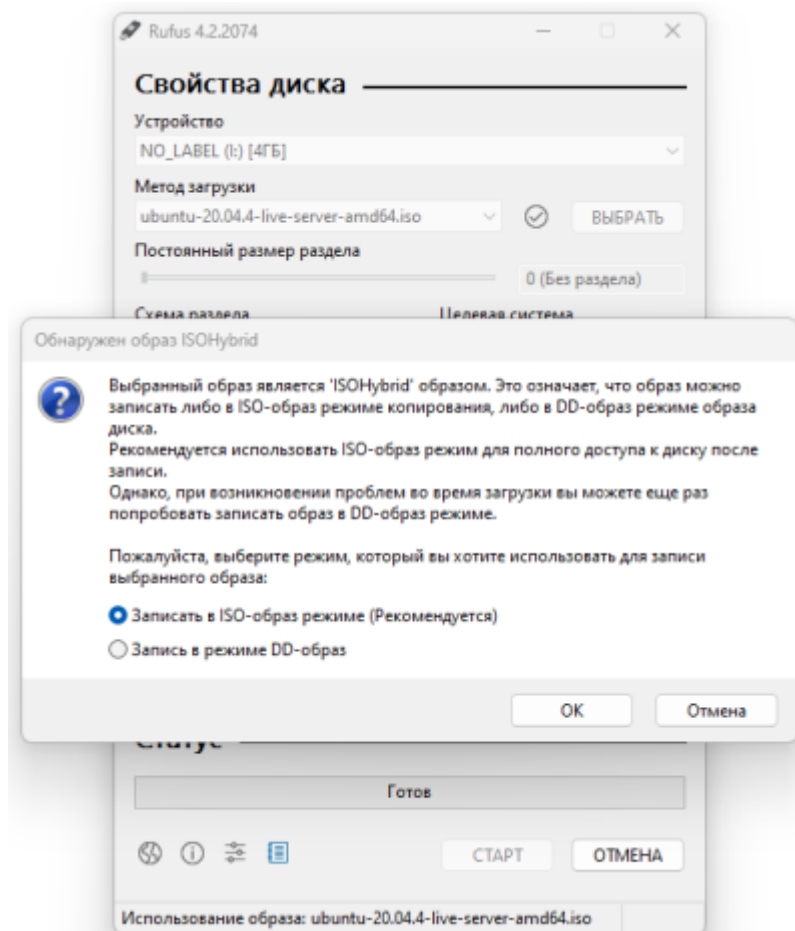 Rufus 4.2.2074
Свойства диска
Устройство
NO_LABEL (I:) [4ГБ]
Метод загрузки
ubuntu-20.04.4-live-server-amd64.iso
ВЫБРАТЬ
Постоянный размер раздела
0 (Без раздела)
Схема раздела Целевая система
Обнаружен образ ISOHybrid
Выбранный образ является 'ISOHybrid' образом. Это означает, что образ можно
записать либо в ISO-образ режиме копирования, либо в DD-образ режиме образа
диска.
Рекомендуется использовать ISO-образ режим для полного доступа к диску после
записи.
Однако, при возникновении проблем во время загрузки вы можете еще раз
попробовать записать образ в DD-образ режиме.
Пожалуйста, выберите режим, который вы хотите использовать для записи
выбранного образа:
Записать в ISO-образ режиме (Рекомендуется)
Запись в режиме DD-образ
OK Отмена
Статус
Готов
СТАРТ ОТМЕНА
Использование образа: ubuntu-20.04.4-live-server-amd64.iso